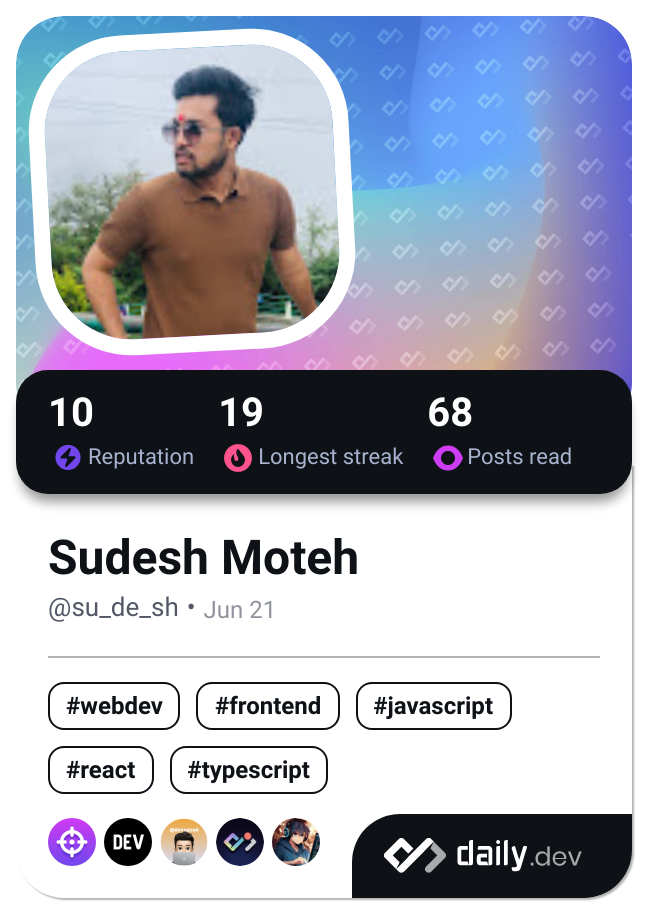 10 19 68
Reputation Longest streak Posts read
Sudesh Moteh
@su_de_sh • Jun 21
#webdev #frontend #javascript
#react #typescript
DEV
daily.dev